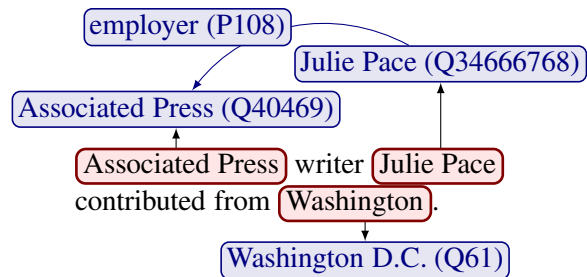 employer (P108)
Julie Pace (Q34666768)
Associated Press (Q40469)
Associated Press writer Julie Pace
contributed from Washington.
Washington D.C. (Q61)